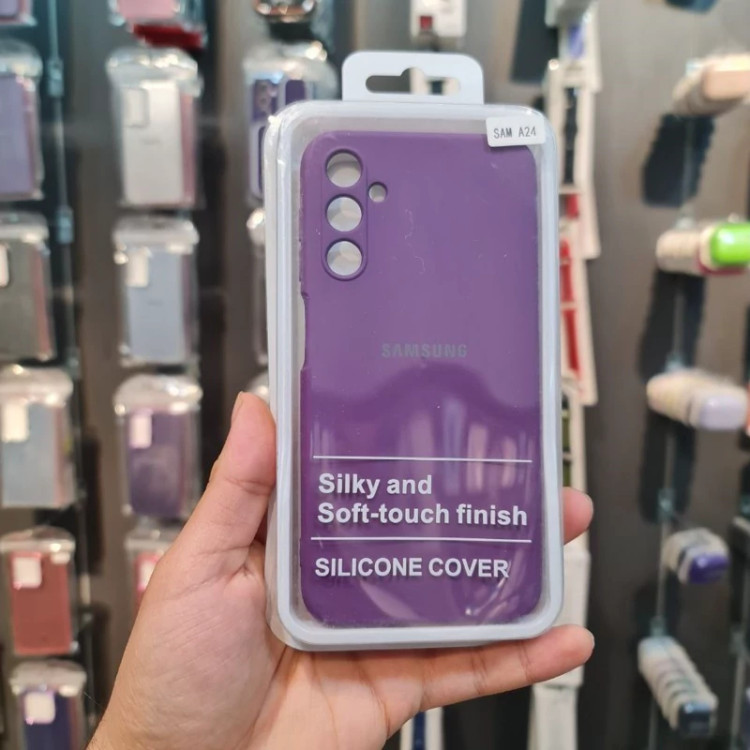 SAM A24
SAMSUNG
Silky and
Soft-touch finish
SILICONE COVER